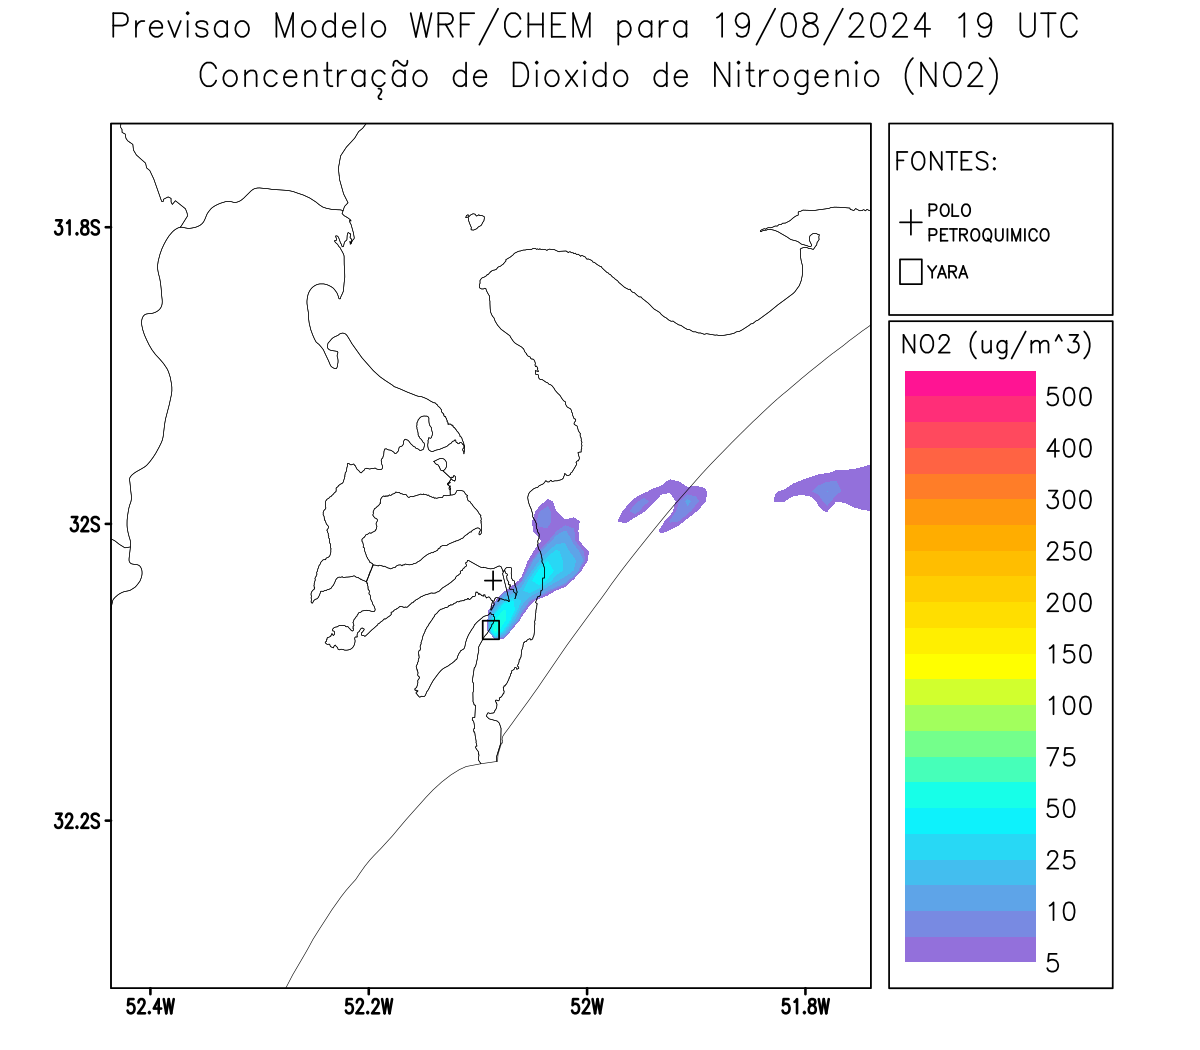 Previsao Modelo WRF/CHEM para 19/08/2024 19 UTC
Concentração de Dioxido de Nitrogenio (NO2)
FONTES:
POLO
PETROQUIMICO
YARA
NO2 (ug/m^3)
500
400
300
250
200
150
100
75
50
25
10
5
31.8S
32S
32.2S
52.4W
52.2W
52W
51.8W